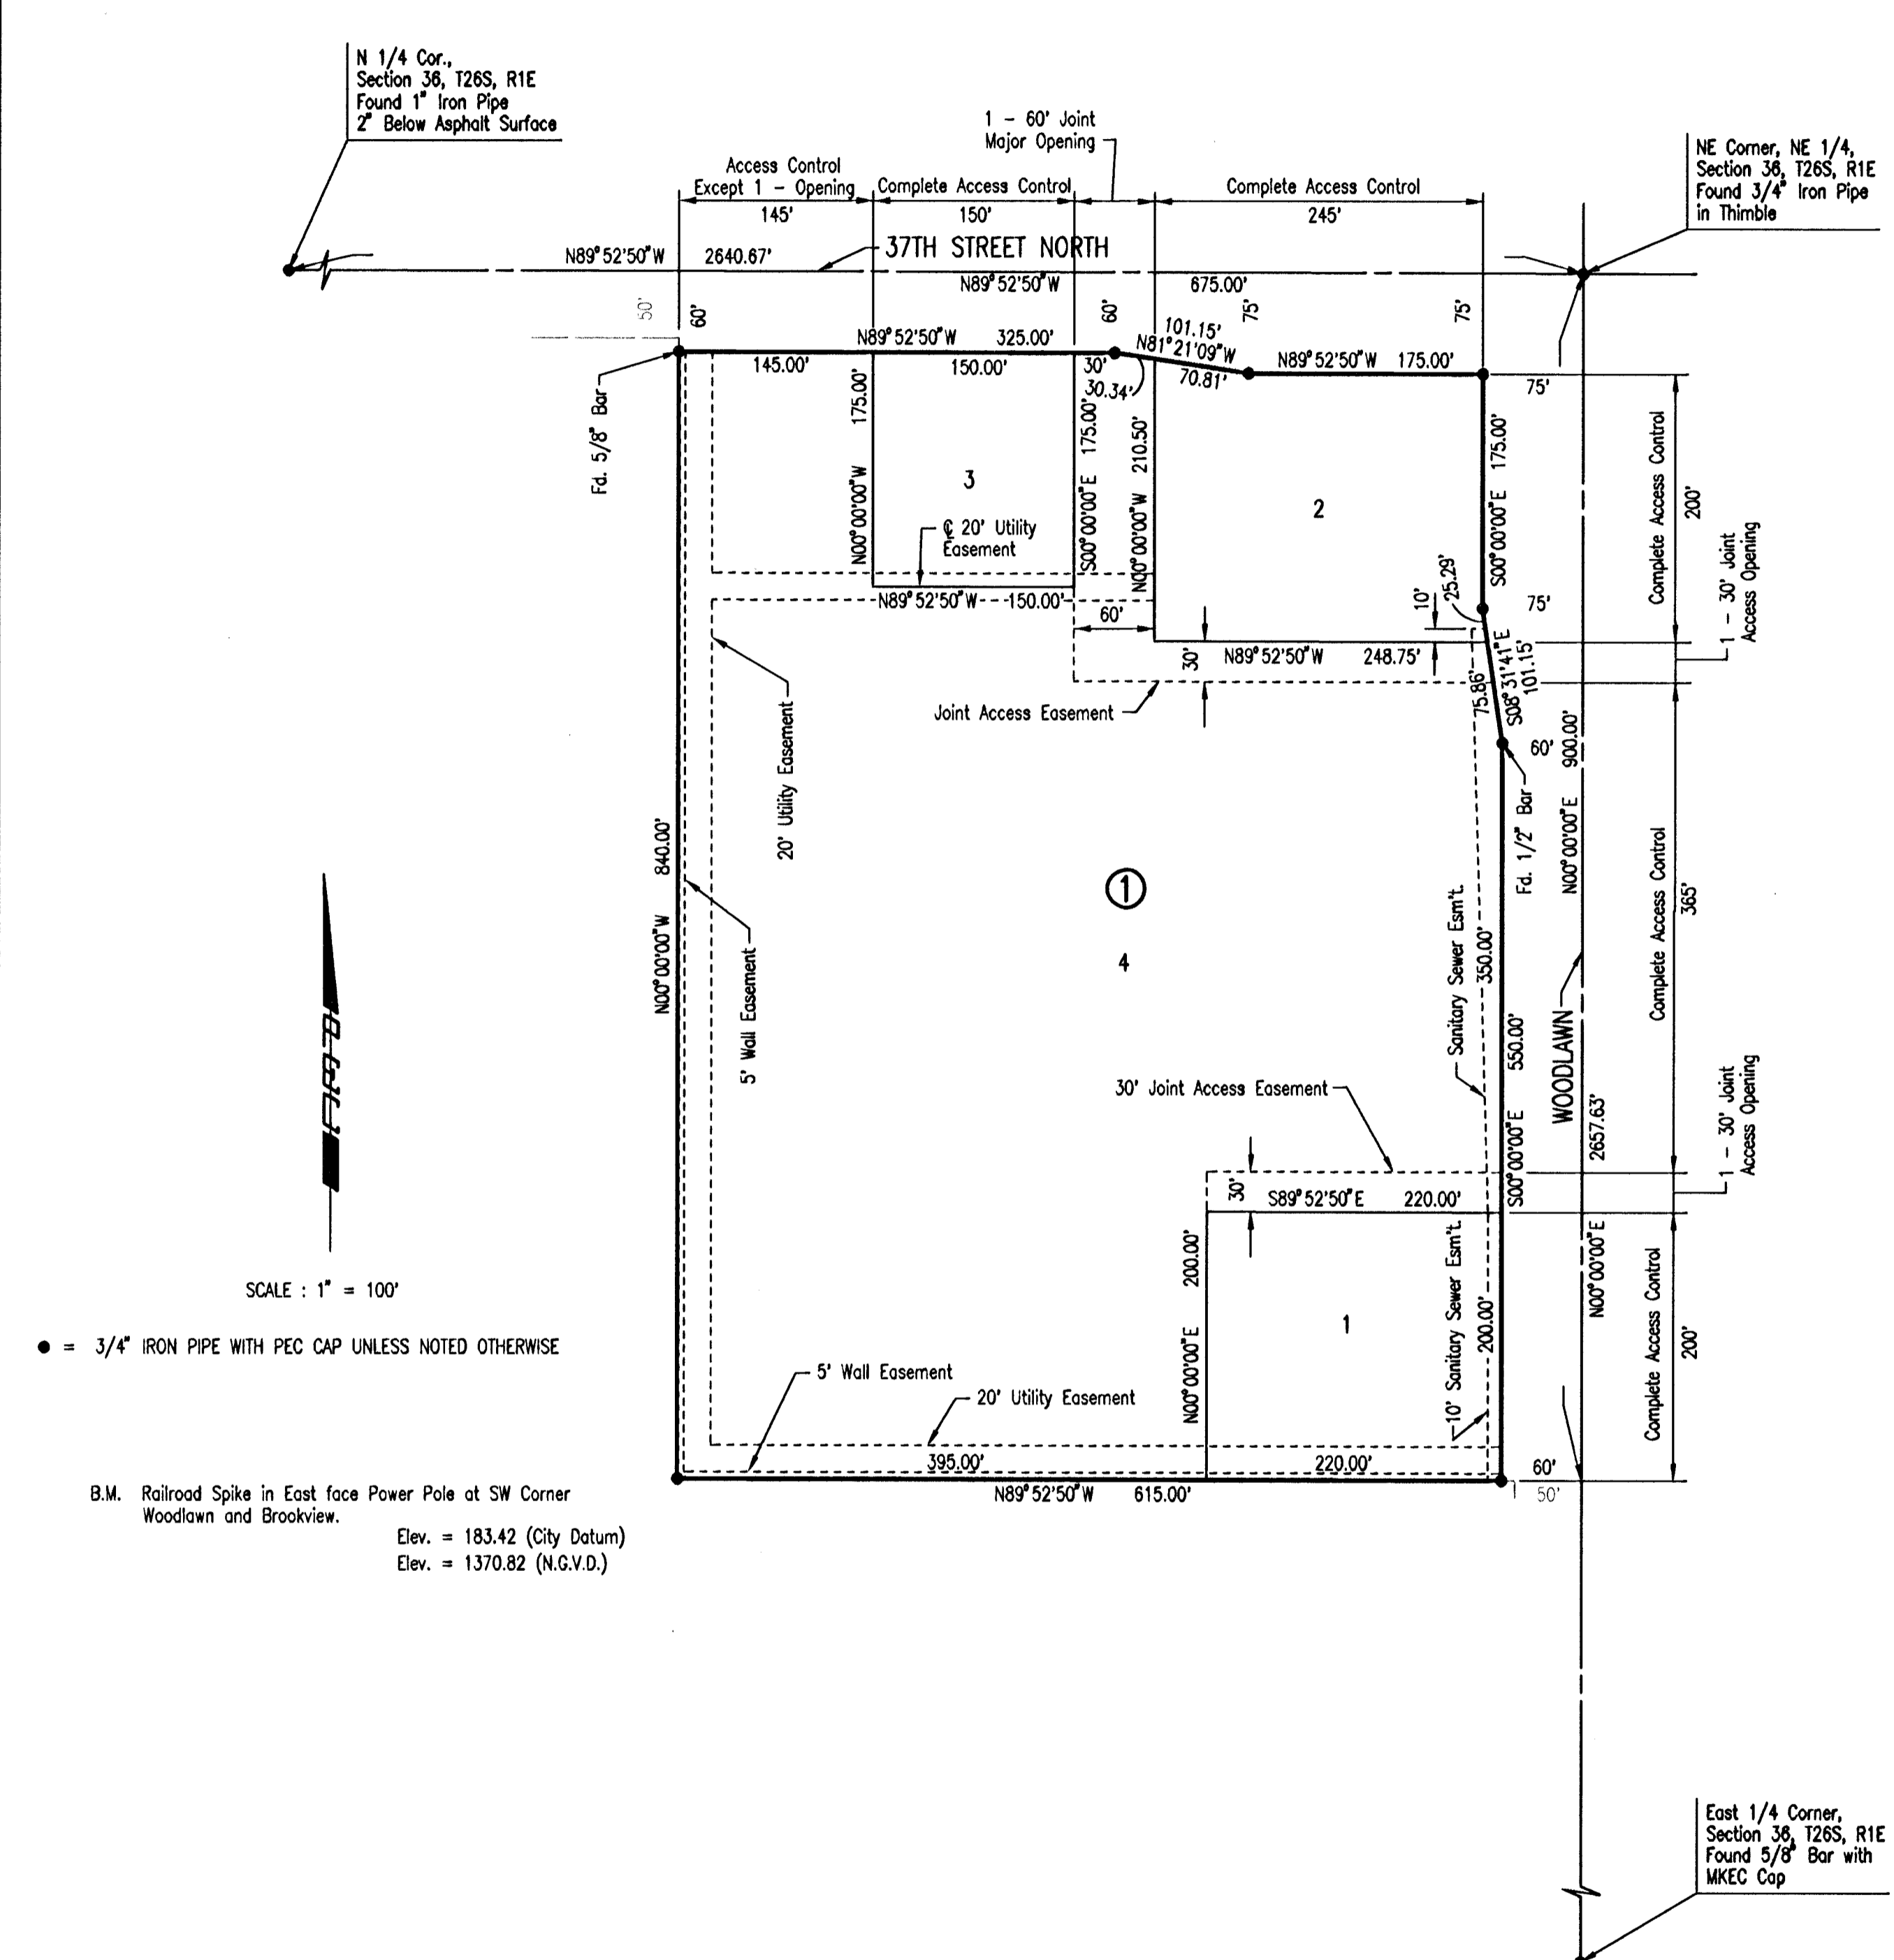 N 1/4 Cor.,
Section 36, T26S, R1E
Found 1" Iron Pipe
2" Below Asphalt Surface
1 - 60' Joint
Major Opening
NE Corner, NE 1/4,
Section 36, T26S, R1E
Found 3/4" Iron Pipe
in Thimble
Access Control
Except 1 - Opening
145'
Complete Access Control
150'
Complete Access Control
245'
N89°52'50"W 2640.67'
37TH STREET NORTH
N89°52'50"W 675.00'
50'
60'
60'
75'
75'
N89°52'50"W 325.00'
101.15'
N81°21'09"W
N89°52'50"W 175.00'
145.00'
150.00'
30'
30.34'
70.81'
75'
Fd. 5/8" Bar
N00°00'00"W 175.00'
3
S00°00'00"E 175.00'
N00°00'00"W 210.50'
2
S00°00'00"E 175.00'
Complete Access Control
200'
℄ 20' Utility
Easement
N89°52'50"W 150.00'
60'
10'
25.29'
75'
1 - 30' Joint
Access Opening
30'
N89°52'50"W 248.75'
75.86'
S08°31'41"E
101.15'
Joint Access Easement
20' Utility Easement
60'
Fd. 1/2" Bar
N00°00'00"E 900.00'
N00°00'00"W 840.00'
5' Wall Easement
1
4
Sanitary Sewer Esm't.
350.00'
Complete Access Control
365'
S00°00'00"E 550.00'
WOODLAWN
2657.63'
N00°00'00"E
30' Joint Access Easement
1 - 30' Joint
Access Opening
30'
S89°52'50"E 220.00'
N00°00'00"E 200.00'
1
10' Sanitary Sewer Esm't.
200.00'
Complete Access Control
200'
SCALE : 1" = 100'
● = 3/4" IRON PIPE WITH PEC CAP UNLESS NOTED OTHERWISE
5' Wall Easement
20' Utility Easement
395.00'
220.00'
60'
N89°52'50"W 615.00'
50'
B.M. Railroad Spike in East face Power Pole at SW Corner
Woodlawn and Brookview.
Elev. = 183.42 (City Datum)
Elev. = 1370.82 (N.G.V.D.)
East 1/4 Corner,
Section 36, T26S, R1E
Found 5/8" Bar with
MKEC Cap